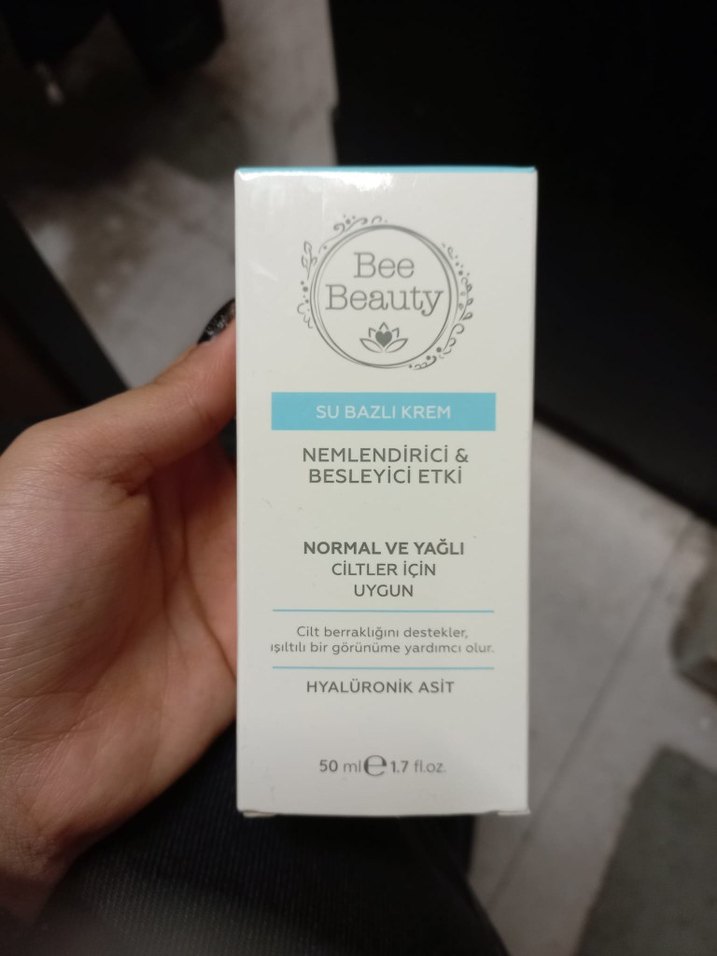 Bee
Beauty
SU BAZLI KREM
NEMLENDİRİCİ &
BESLEYİCİ ETKİ
NORMAL VE YAĞLI
CİLTLER İÇİN
UYGUN
Cilt berraklığını destekler,
ışıltılı bir görünüme yardımcı olur.
HYALÜRONİK ASİT
50 ml ℮ 1.7 fl.oz.